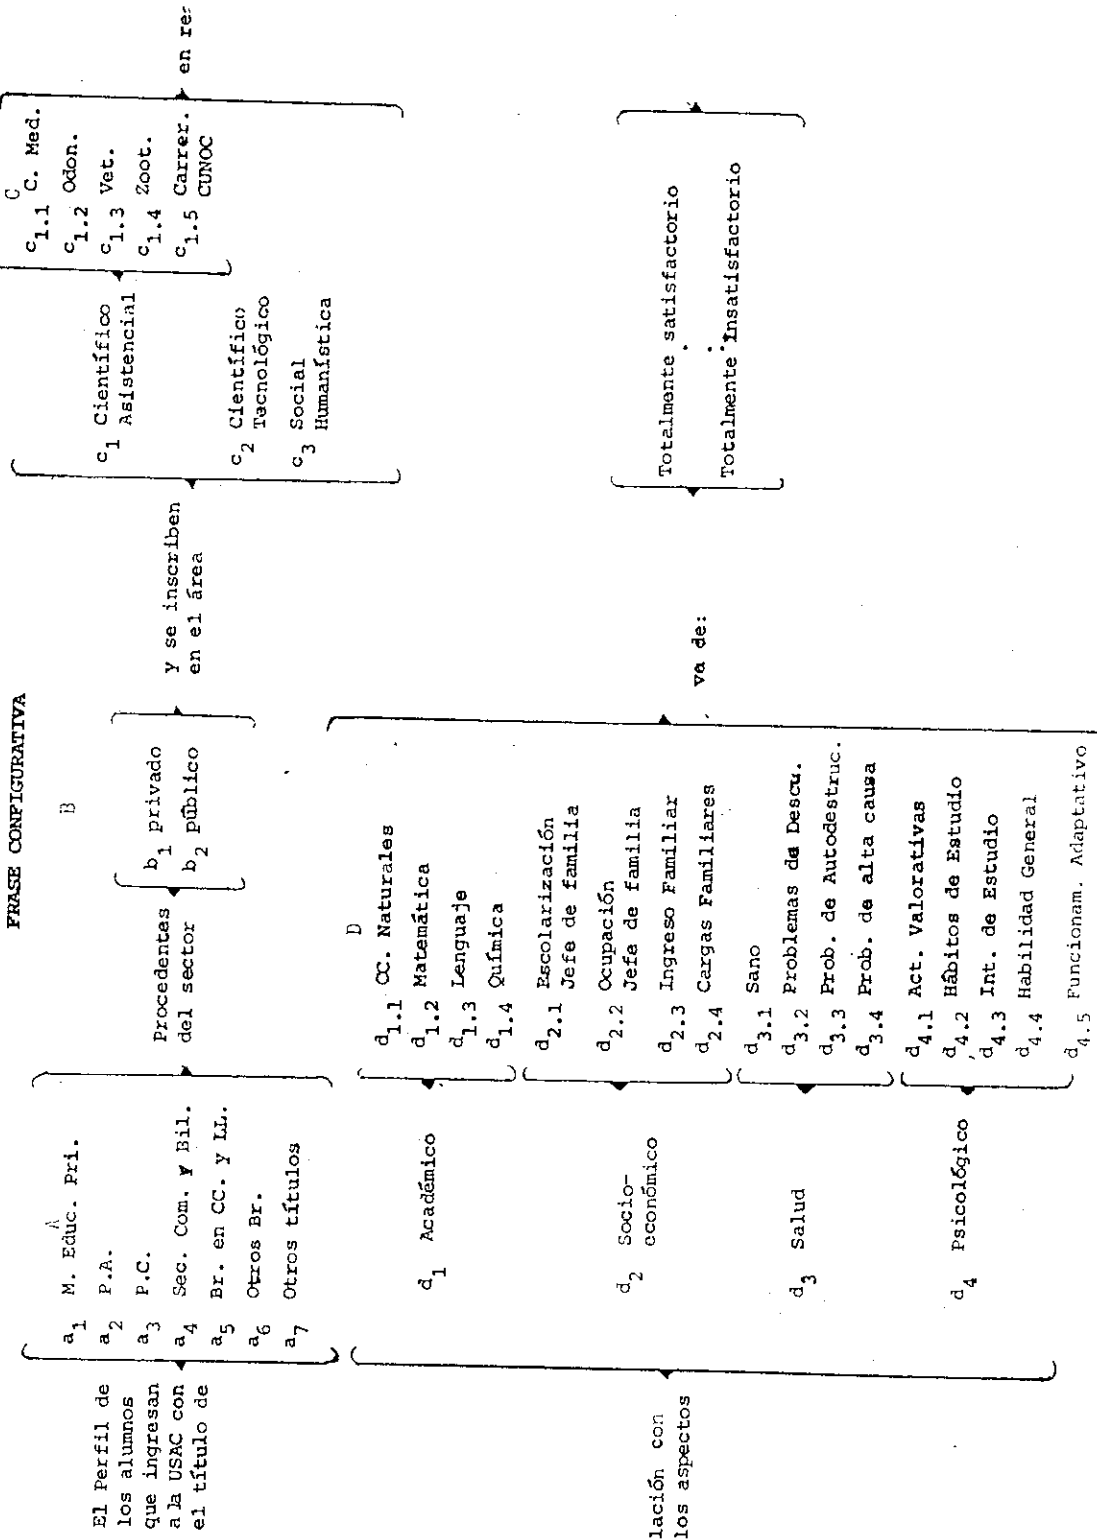 FRASE CONFIGURATIVA
El Perfil de
los alumnos
que ingresan
a la USAC con
el título de
A
a1 M. Educ. Pri.
a2 P.A.
a3 P.C.
a4 Sec. Com. y Bil.
a5 Br. en CC. y LL.
a6 Otros Br.
a7 Otros títulos
Procedentes
del sector
B
b1 privado
b2 público
y se inscriben
en el área
c1 Científico
Asistencial
c2 Científico
Tecnológico
c3 Social
Humanística
C
c1.1 C. Med.
c1.2 Odon.
c1.3 Vet.
c1.4 Zoot.
c1.5 Carrer.
CUNOC
en re-
lación con
los aspectos
d1 Académico
d2 Socio-
económico
d3 Salud
d4 Psicológico
D
d1.1 CC. Naturales
d1.2 Matemática
d1.3 Lenguaje
d1.4 Química
d2.1 Escolarización
Jefe de familia
d2.2 Ocupación
Jefe de familia
d2.3 Ingreso Familiar
d2.4 Cargas Familiares
d3.1 Sano
d3.2 Problemas de Descu.
d3.3 Prob. de Autodestruc.
d3.4 Prob. de alta causa
d4.1 Act. Valorativas
d4.2 Hábitos de Estudio
d4.3 Int. de Estudio
d4.4 Habilidad General
d4.5 Funcionam. Adaptativo
va de:
Totalmente satisfactorio
Totalmente Insatisfactorio